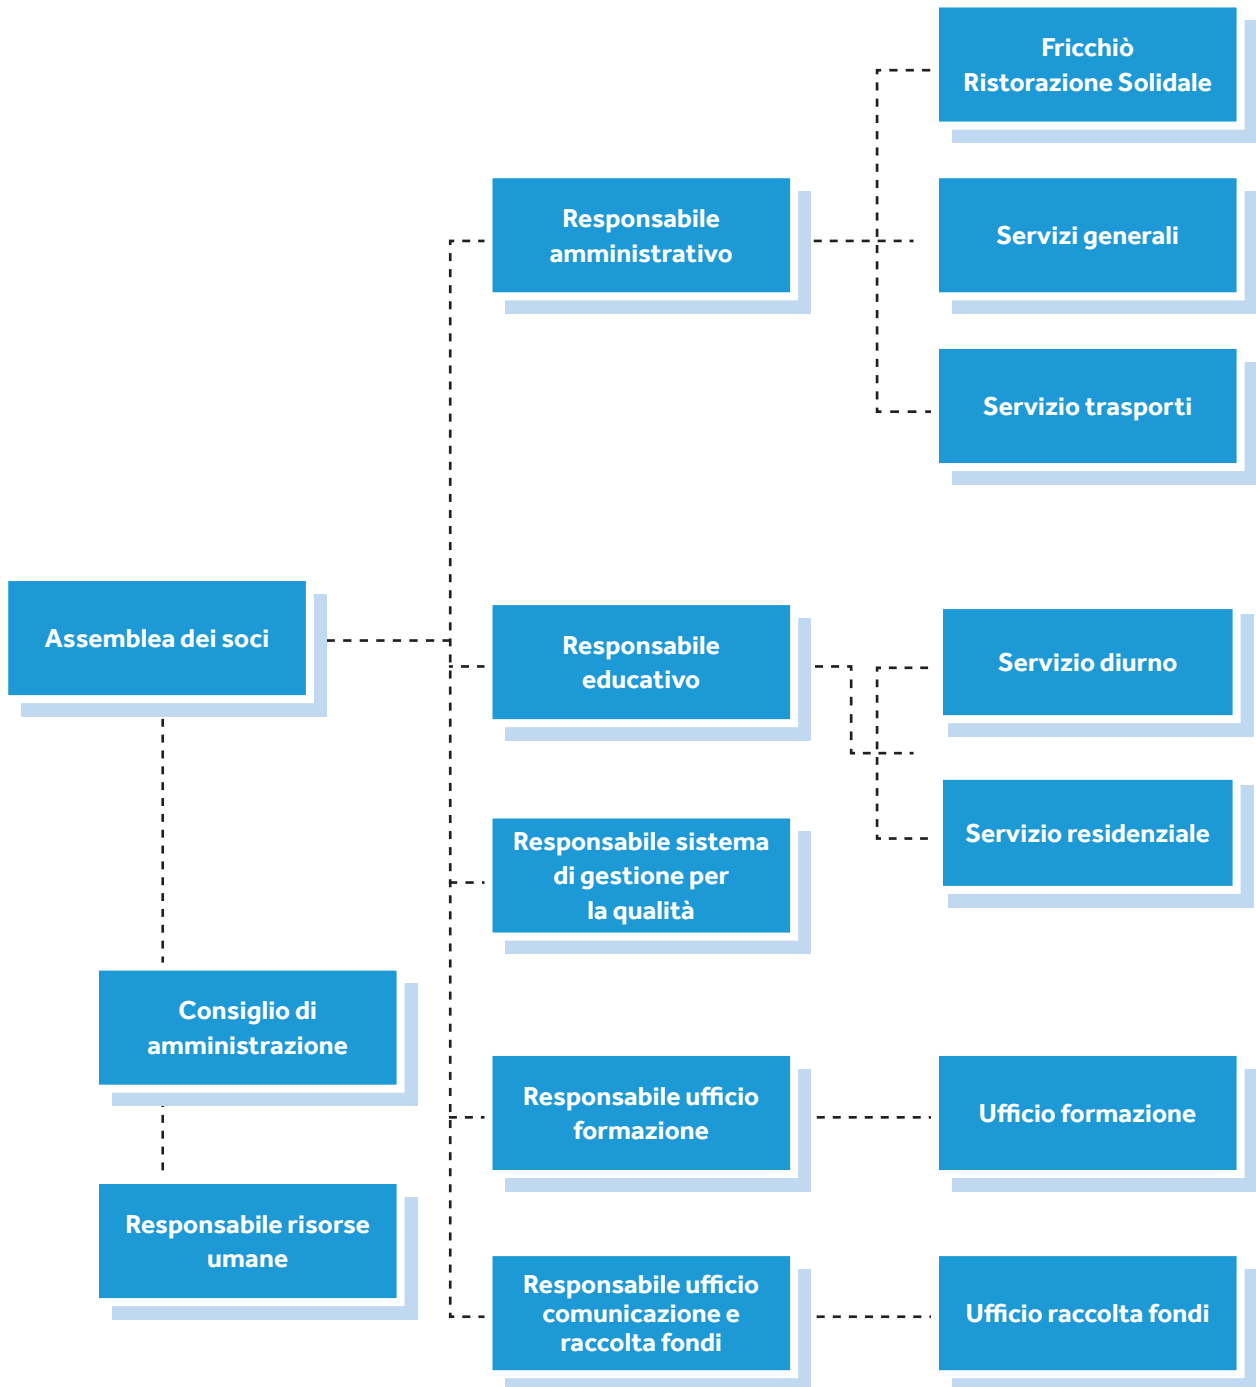 Fricchiò
Ristorazione Solidale
Responsabile
amministrativo
Servizi generali
Servizio trasporti
Assemblea dei soci
Responsabile
educativo
Servizio diurno
Servizio residenziale
Responsabile sistema
di gestione per
la qualità
Consiglio di
amministrazione
Responsabile ufficio
formazione
Ufficio formazione
Responsabile risorse
umane
Responsabile ufficio
comunicazione e
raccolta fondi
Ufficio raccolta fondi